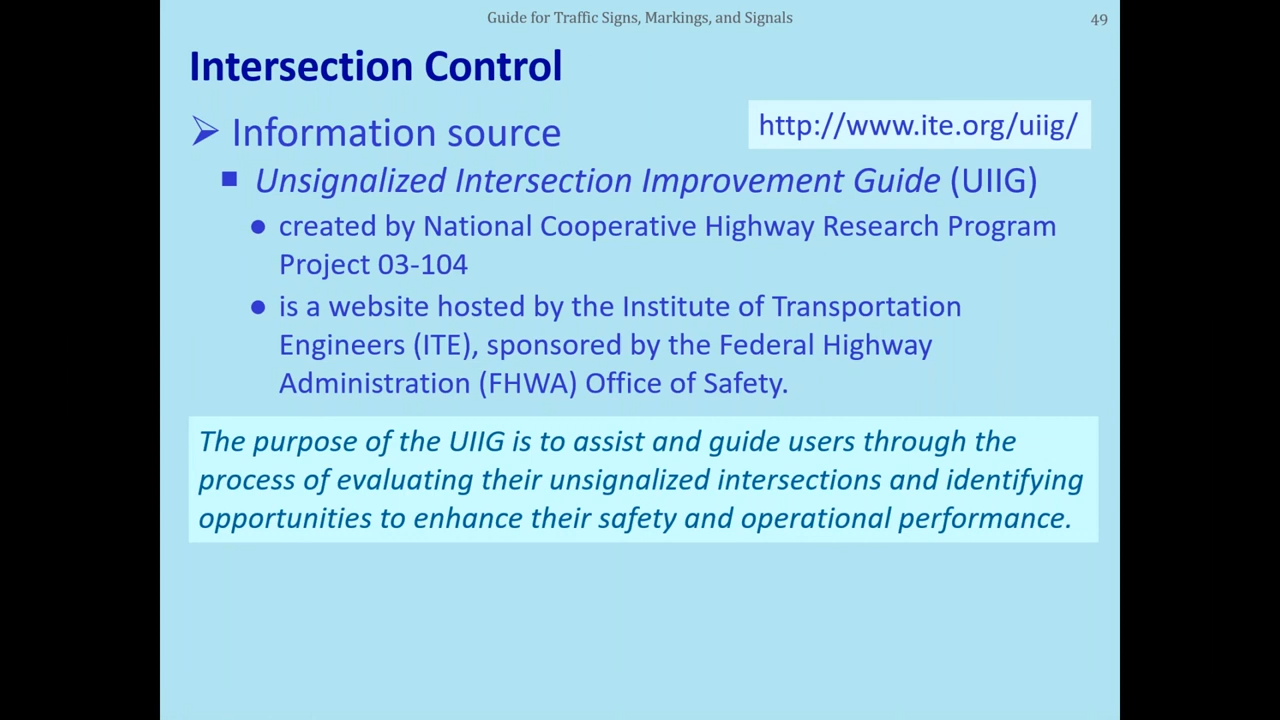 Guide for Traffic Signs, Markings, and Signals
49
Intersection Control
Information source
http://www.ite.org/uiig/
Unsignalized Intersection Improvement Guide (UIIG)
created by National Cooperative Highway Research Program
Project 03-104
is a website hosted by the Institute of Transportation
Engineers (ITE), sponsored by the Federal Highway
Administration (FHWA) Office of Safety.
The purpose of the UIIG is to assist and guide users through the
process of evaluating their unsignalized intersections and identifying
opportunities to enhance their safety and operational performance.